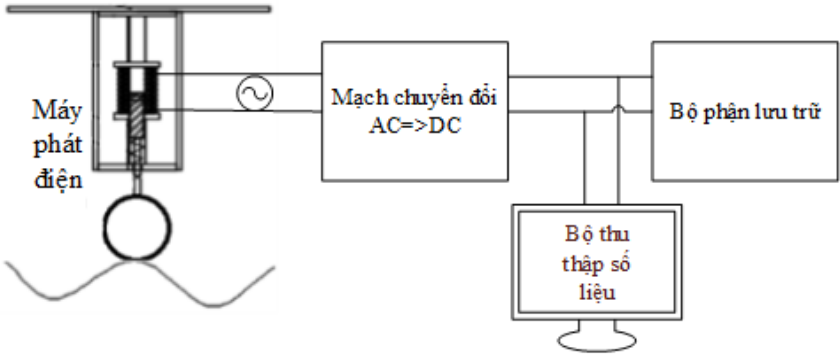 Máy
phát
điện
Mạch chuyển đổi
AC=>DC
Bộ phận lưu trữ
Bộ thu
thập số
liệu